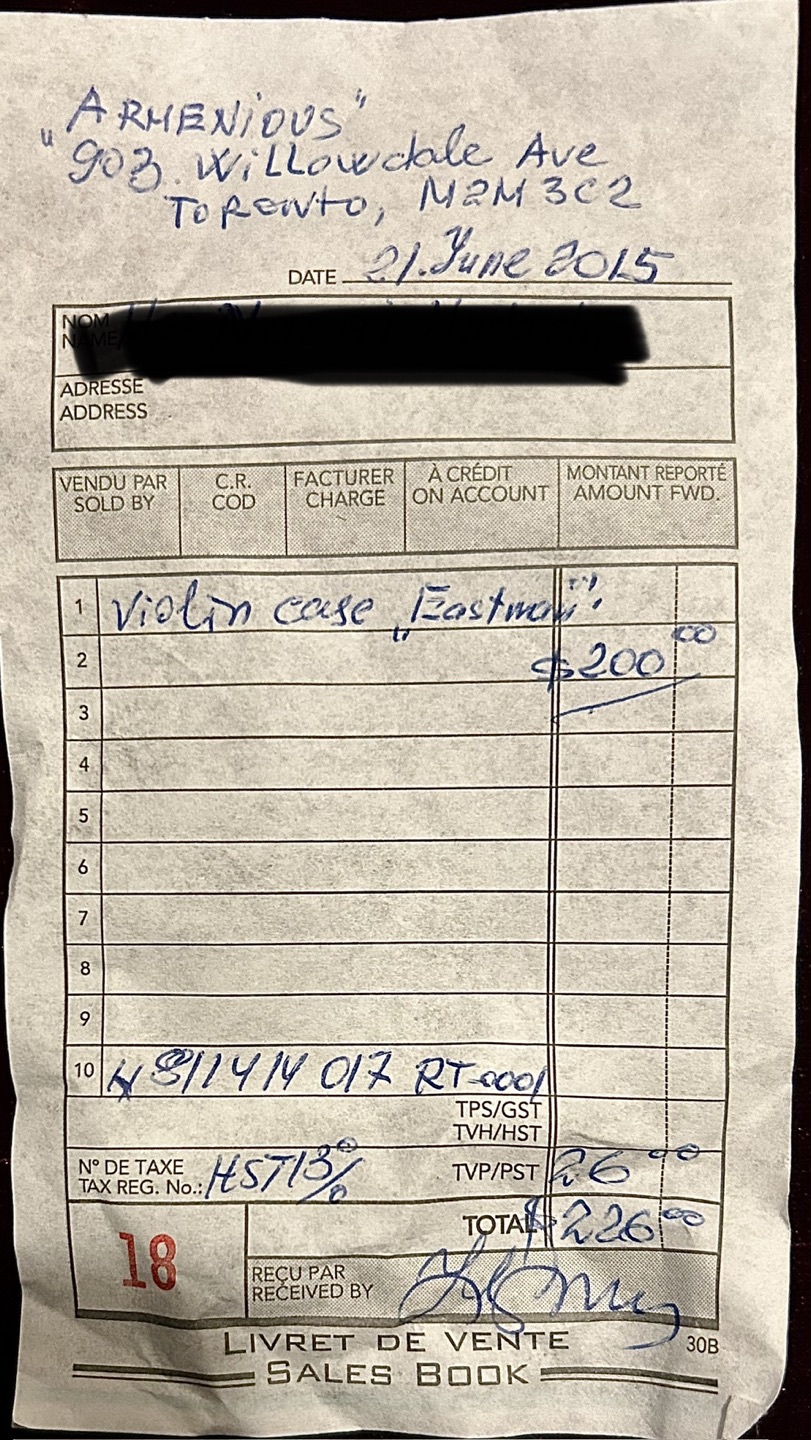 "ARMENIOUS"
903. Willowdale Ave
TORONTO, M2M 3C2
DATE 21. June 2015
NOM
NAME/
ADRESSE
ADDRESS
VENDU PAR C.R. FACTURER À CRÉDIT MONTANT REPORTÉ
SOLD BY COD CHARGE ON ACCOUNT AMOUNT FWD.
1 Violin case „Eastman".
2 $200 00
3
4
5
6
7
8
9
10 811414 017 RT-0001
TPS/GST
TVH/HST
N° DE TAXE
TAX REG. No.: HST 13% TVP/PST 26 00
TOTAL $226 00
18
REÇU PAR
RECEIVED BY
LIVRET DE VENTE 30B
SALES BOOK